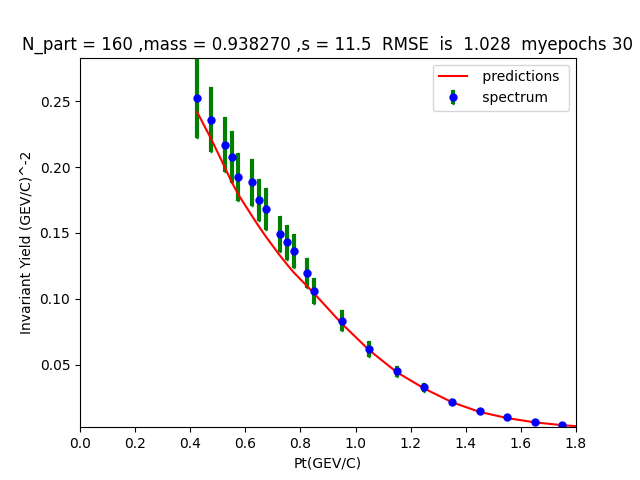 N_part = 160 ,mass = 0.938270 ,s = 11.5  RMSE  is  1.028  myepochs 30
predictions
spectrum
Invariant Yield (GEV/C)^-2
0.25
0.20
0.15
0.10
0.05
0.0 0.2 0.4 0.6 0.8 1.0 1.2 1.4 1.6 1.8
Pt(GEV/C)